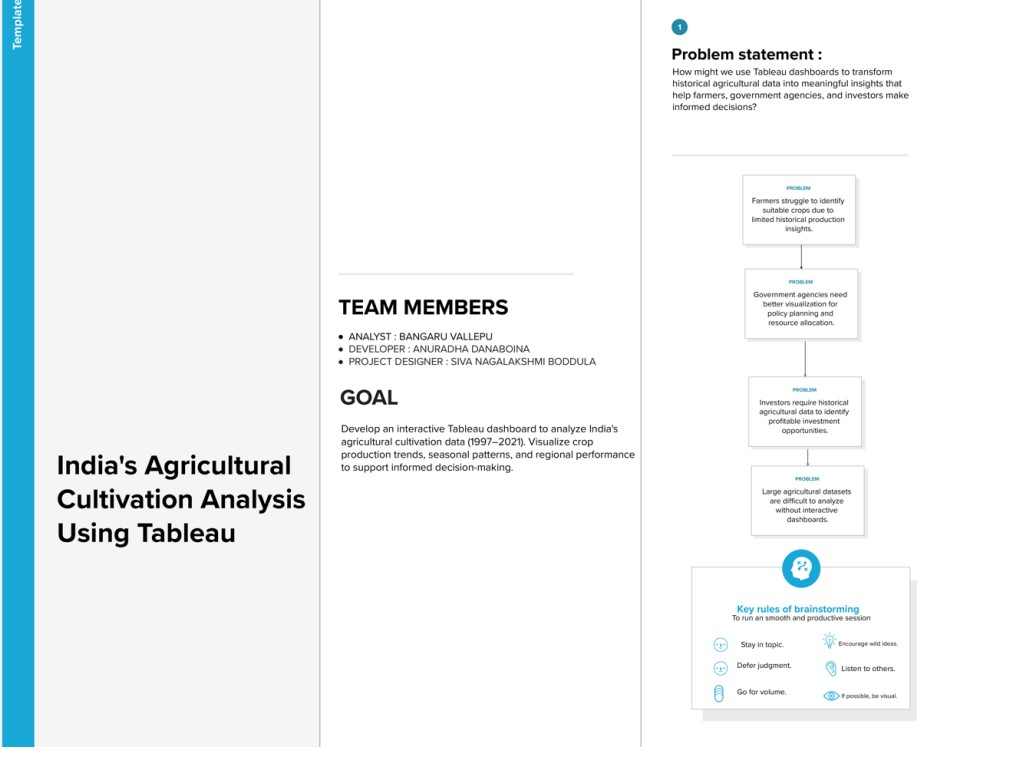 Template
India's Agricultural
Cultivation Analysis
Using Tableau
TEAM MEMBERS
ANALYST : BANGARU VALLEPU
DEVELOPER : ANURADHA DANABOINA
PROJECT DESIGNER : SIVA NAGALAKSHMI BODDULA
GOAL
Develop an interactive Tableau dashboard to analyze India's
agricultural cultivation data (1997–2021). Visualize crop
production trends, seasonal patterns, and regional performance
to support informed decision-making.
1
Problem statement :
How might we use Tableau dashboards to transform
historical agricultural data into meaningful insights that
help farmers, government agencies, and investors make
informed decisions?
PROBLEM
Farmers struggle to identify
suitable crops due to
limited historical production
insights.
PROBLEM
Government agencies need
better visualization for
policy planning and
resource allocation.
PROBLEM
Investors require historical
agricultural data to identify
profitable investment
opportunities.
PROBLEM
Large agricultural datasets
are difficult to analyze
without interactive
dashboards.
Key rules of brainstorming
To run an smooth and productive session
Stay in topic.
Encourage wild ideas.
Defer judgment.
Listen to others.
Go for volume.
If possible, be visual.